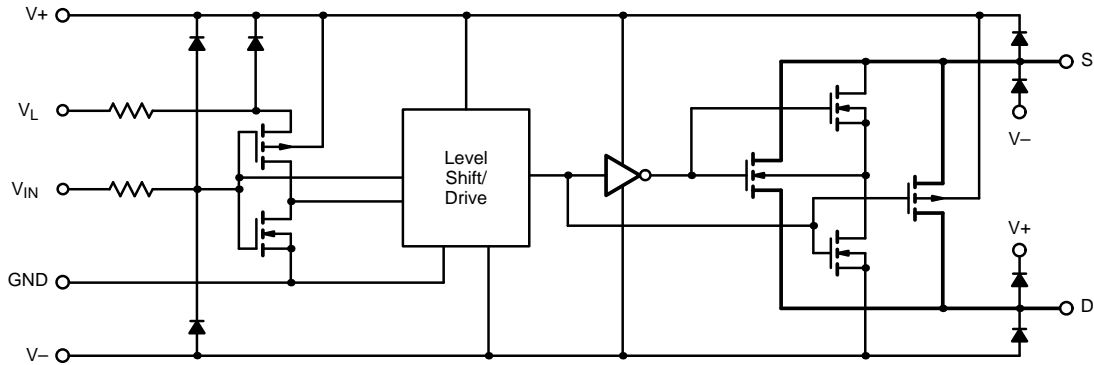 V+
S
V_L
V–
Level
Shift/
Drive
V_IN
V+
GND
D
V–